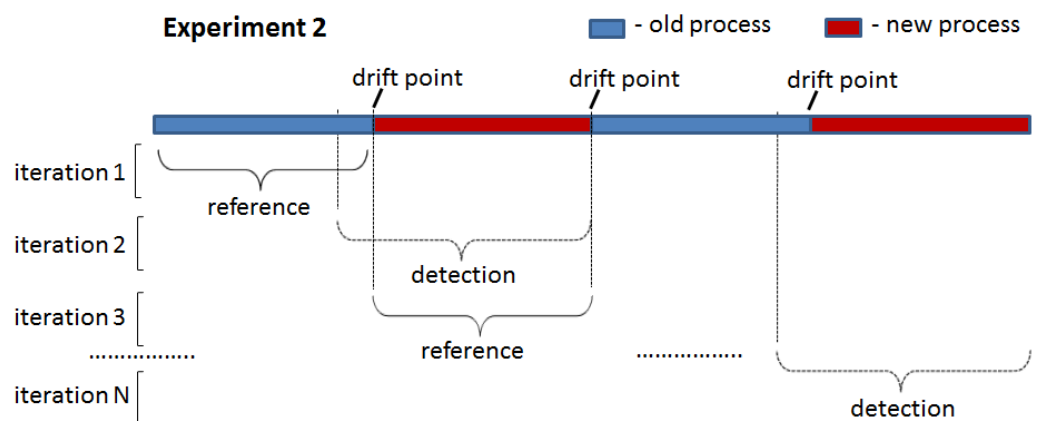 Experiment 2
- old process
- new process
drift point
drift point
drift point
iteration 1
reference
iteration 2
detection
iteration 3
reference
................
................
iteration N
detection